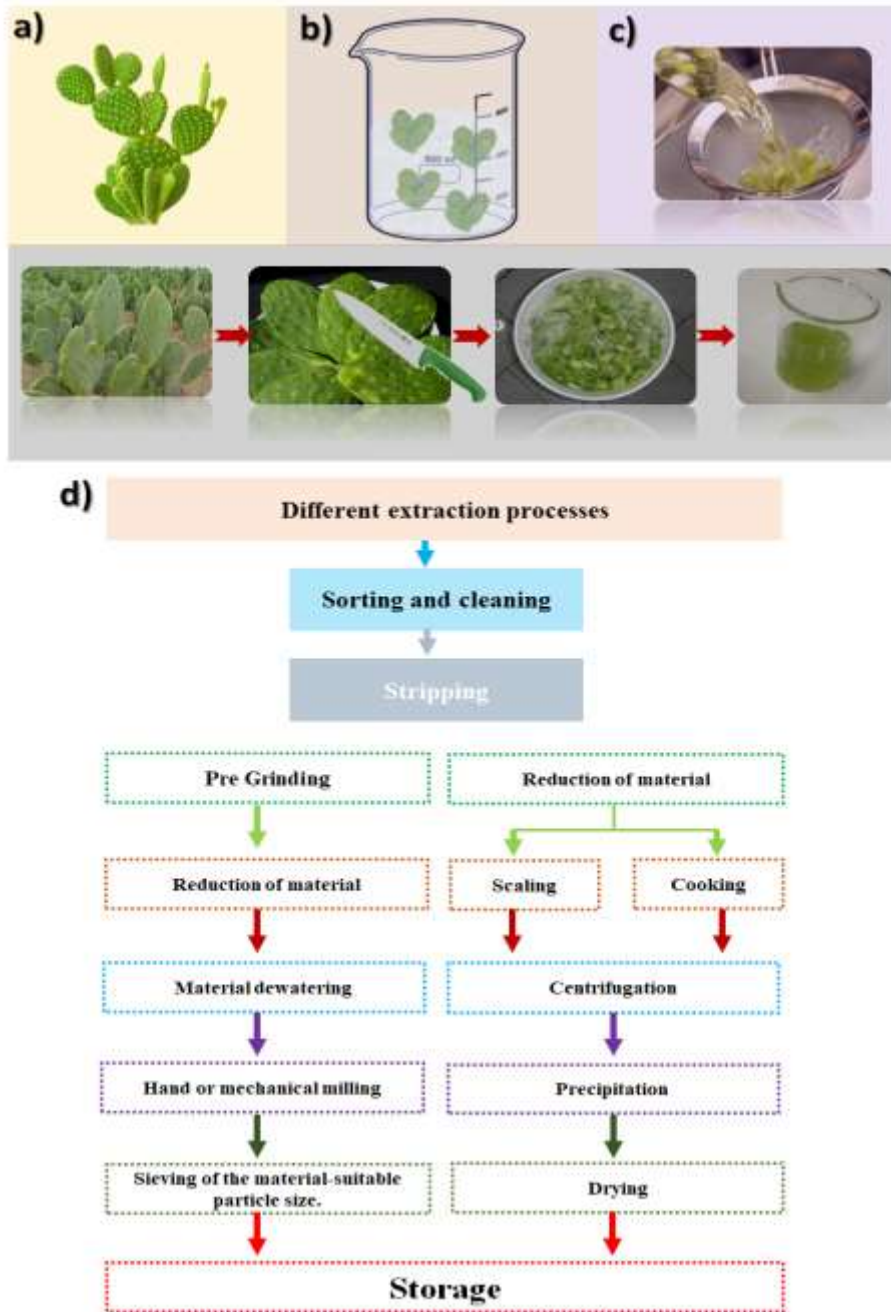 a)
b)
c)
d)
Different extraction processes
Sorting and cleaning
Stripping
Pre Grinding
Reduction of material
Reduction of material
Scaling
Cooking
Material dewatering
Centrifugation
Hand or mechanical milling
Precipitation
Sieving of the material-suitable
particle size.
Drying
Storage